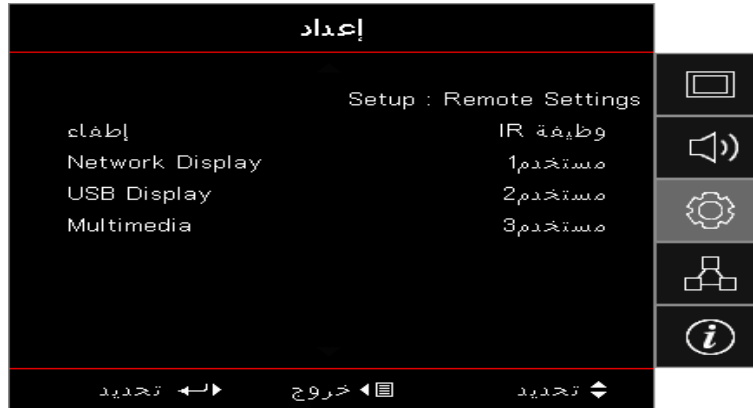 إعداد
Setup : Remote Settings
وظيفة IR إطفاء
مستخدم1 Network Display
مستخدم2 USB Display
مستخدم3 Multimedia
تحديد خروج تحديد